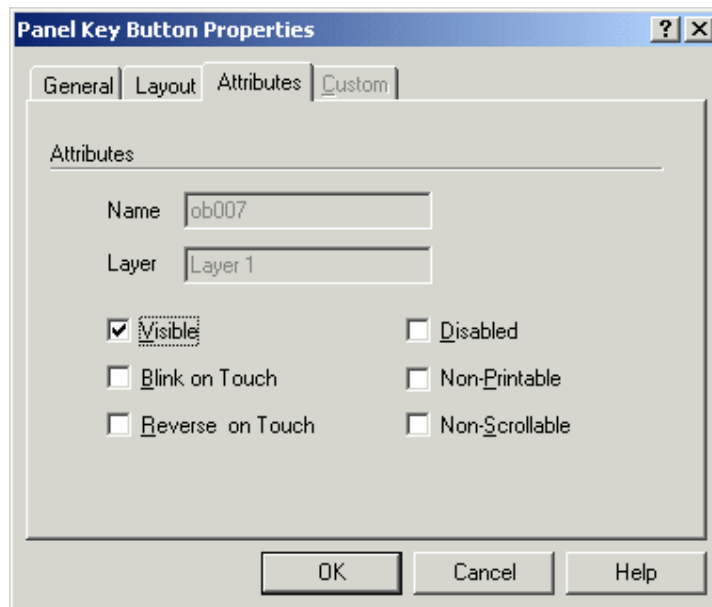 Panel Key Button Properties
General Layout Attributes Custom
Attributes
Name ob007
Layer Layer 1
Visible Disabled
Blink on Touch Non-Printable
Reverse on Touch Non-Scrollable
OK Cancel Help